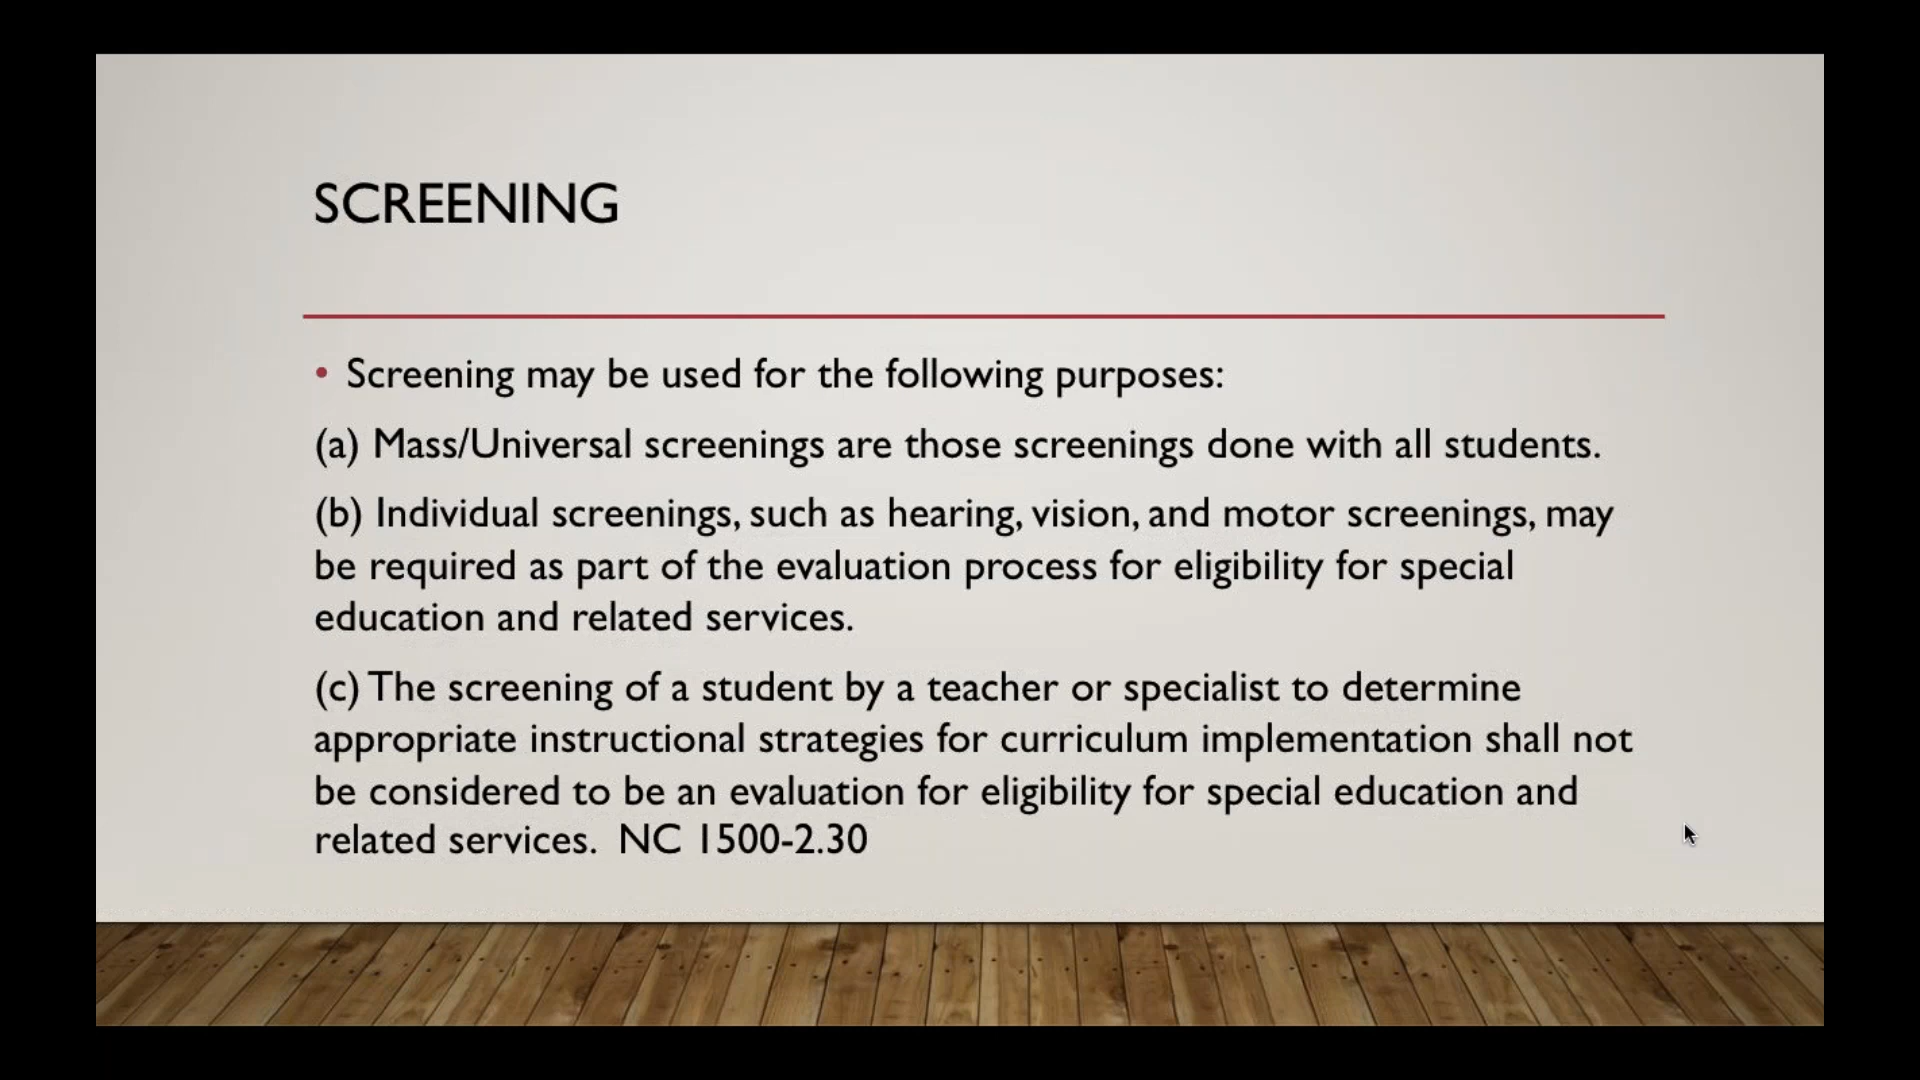 SCREENING
• Screening may be used for the following purposes:
(a) Mass/Universal screenings are those screenings done with all students.
(b) Individual screenings, such as hearing, vision, and motor screenings, may
be required as part of the evaluation process for eligibility for special
education and related services.
(c) The screening of a student by a teacher or specialist to determine
appropriate instructional strategies for curriculum implementation shall not
be considered to be an evaluation for eligibility for special education and
related services. NC 1500-2.30